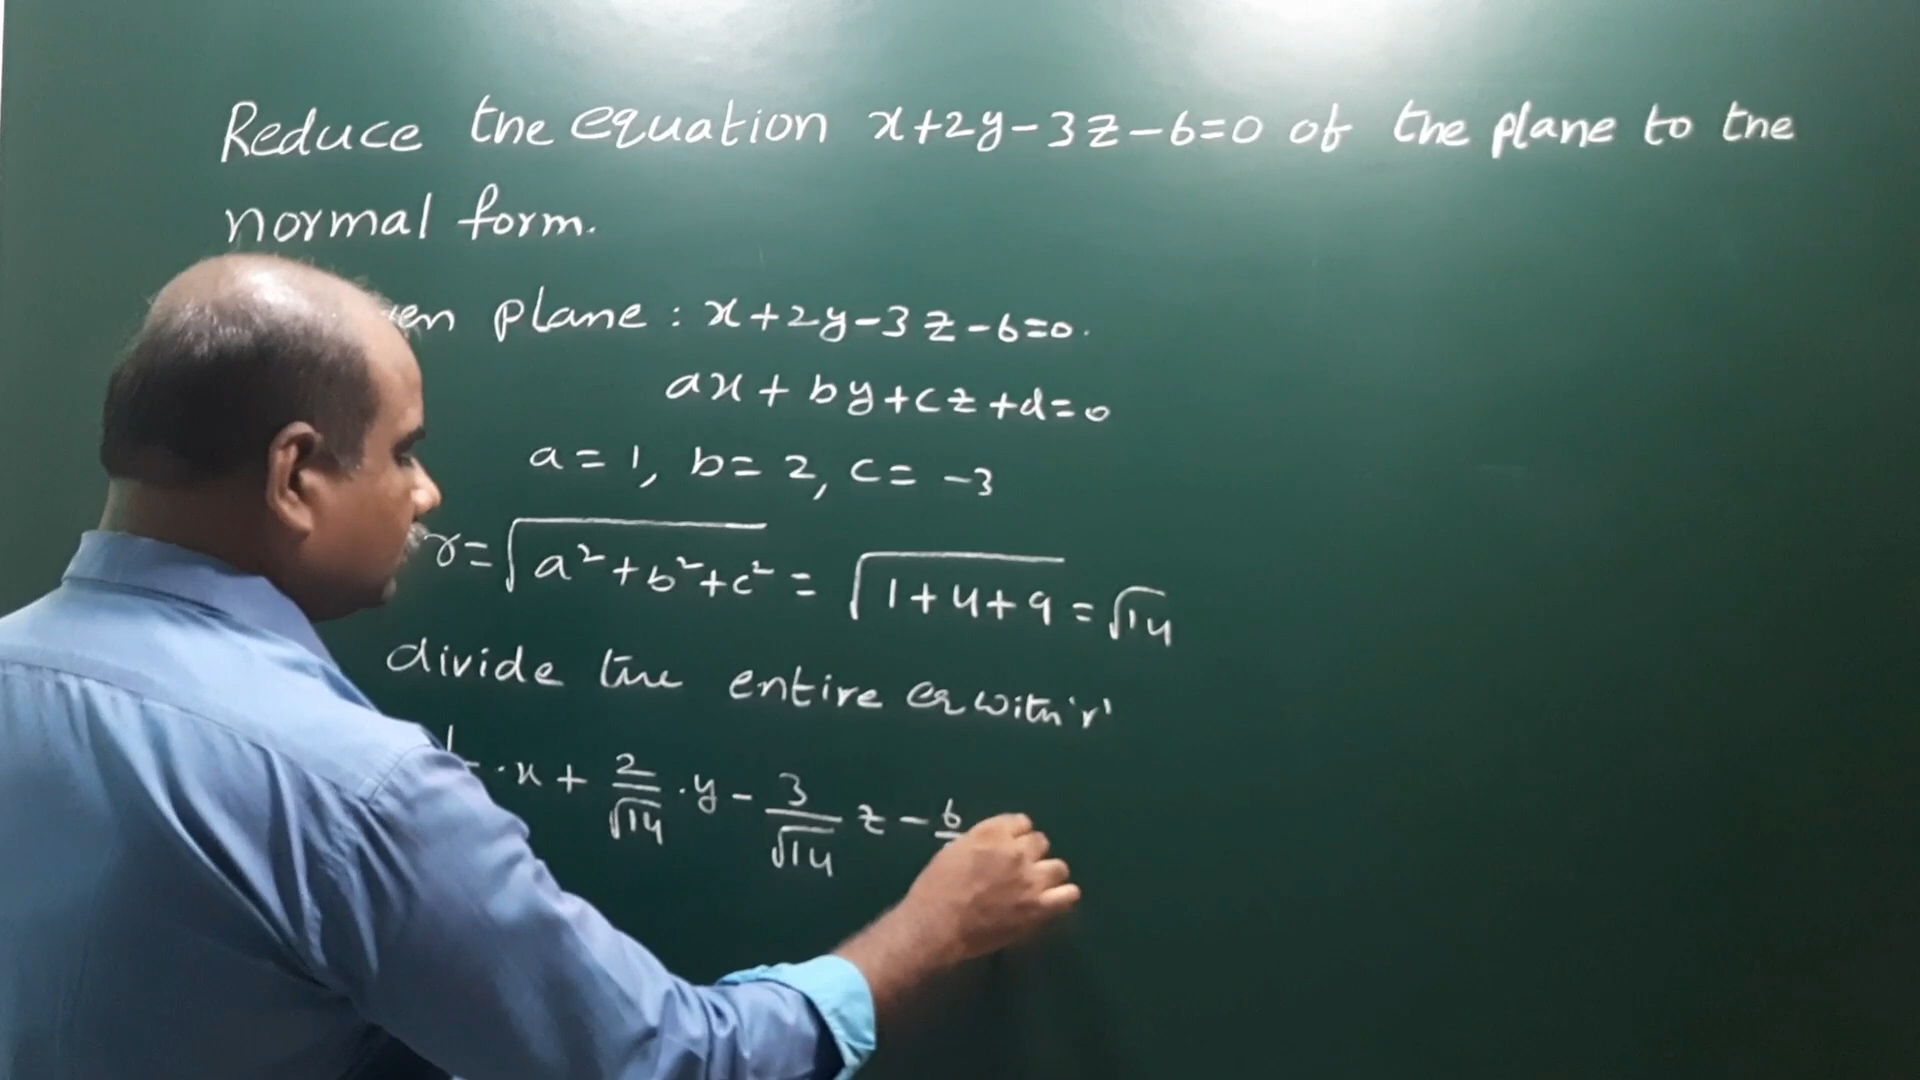 Reduce the equation x+2y-3z-6=0 of the plane to the
normal form.
en plane : x+2y-3z-6=0.
ax + by+cz+d=0
a=1, b=2, c= -3
r=√(a²+b²+c²) = √(1+4+9) = √14
divide the entire eq with 'r'
1 ·x + 2/√14 ·y - 3/√14 z - 6